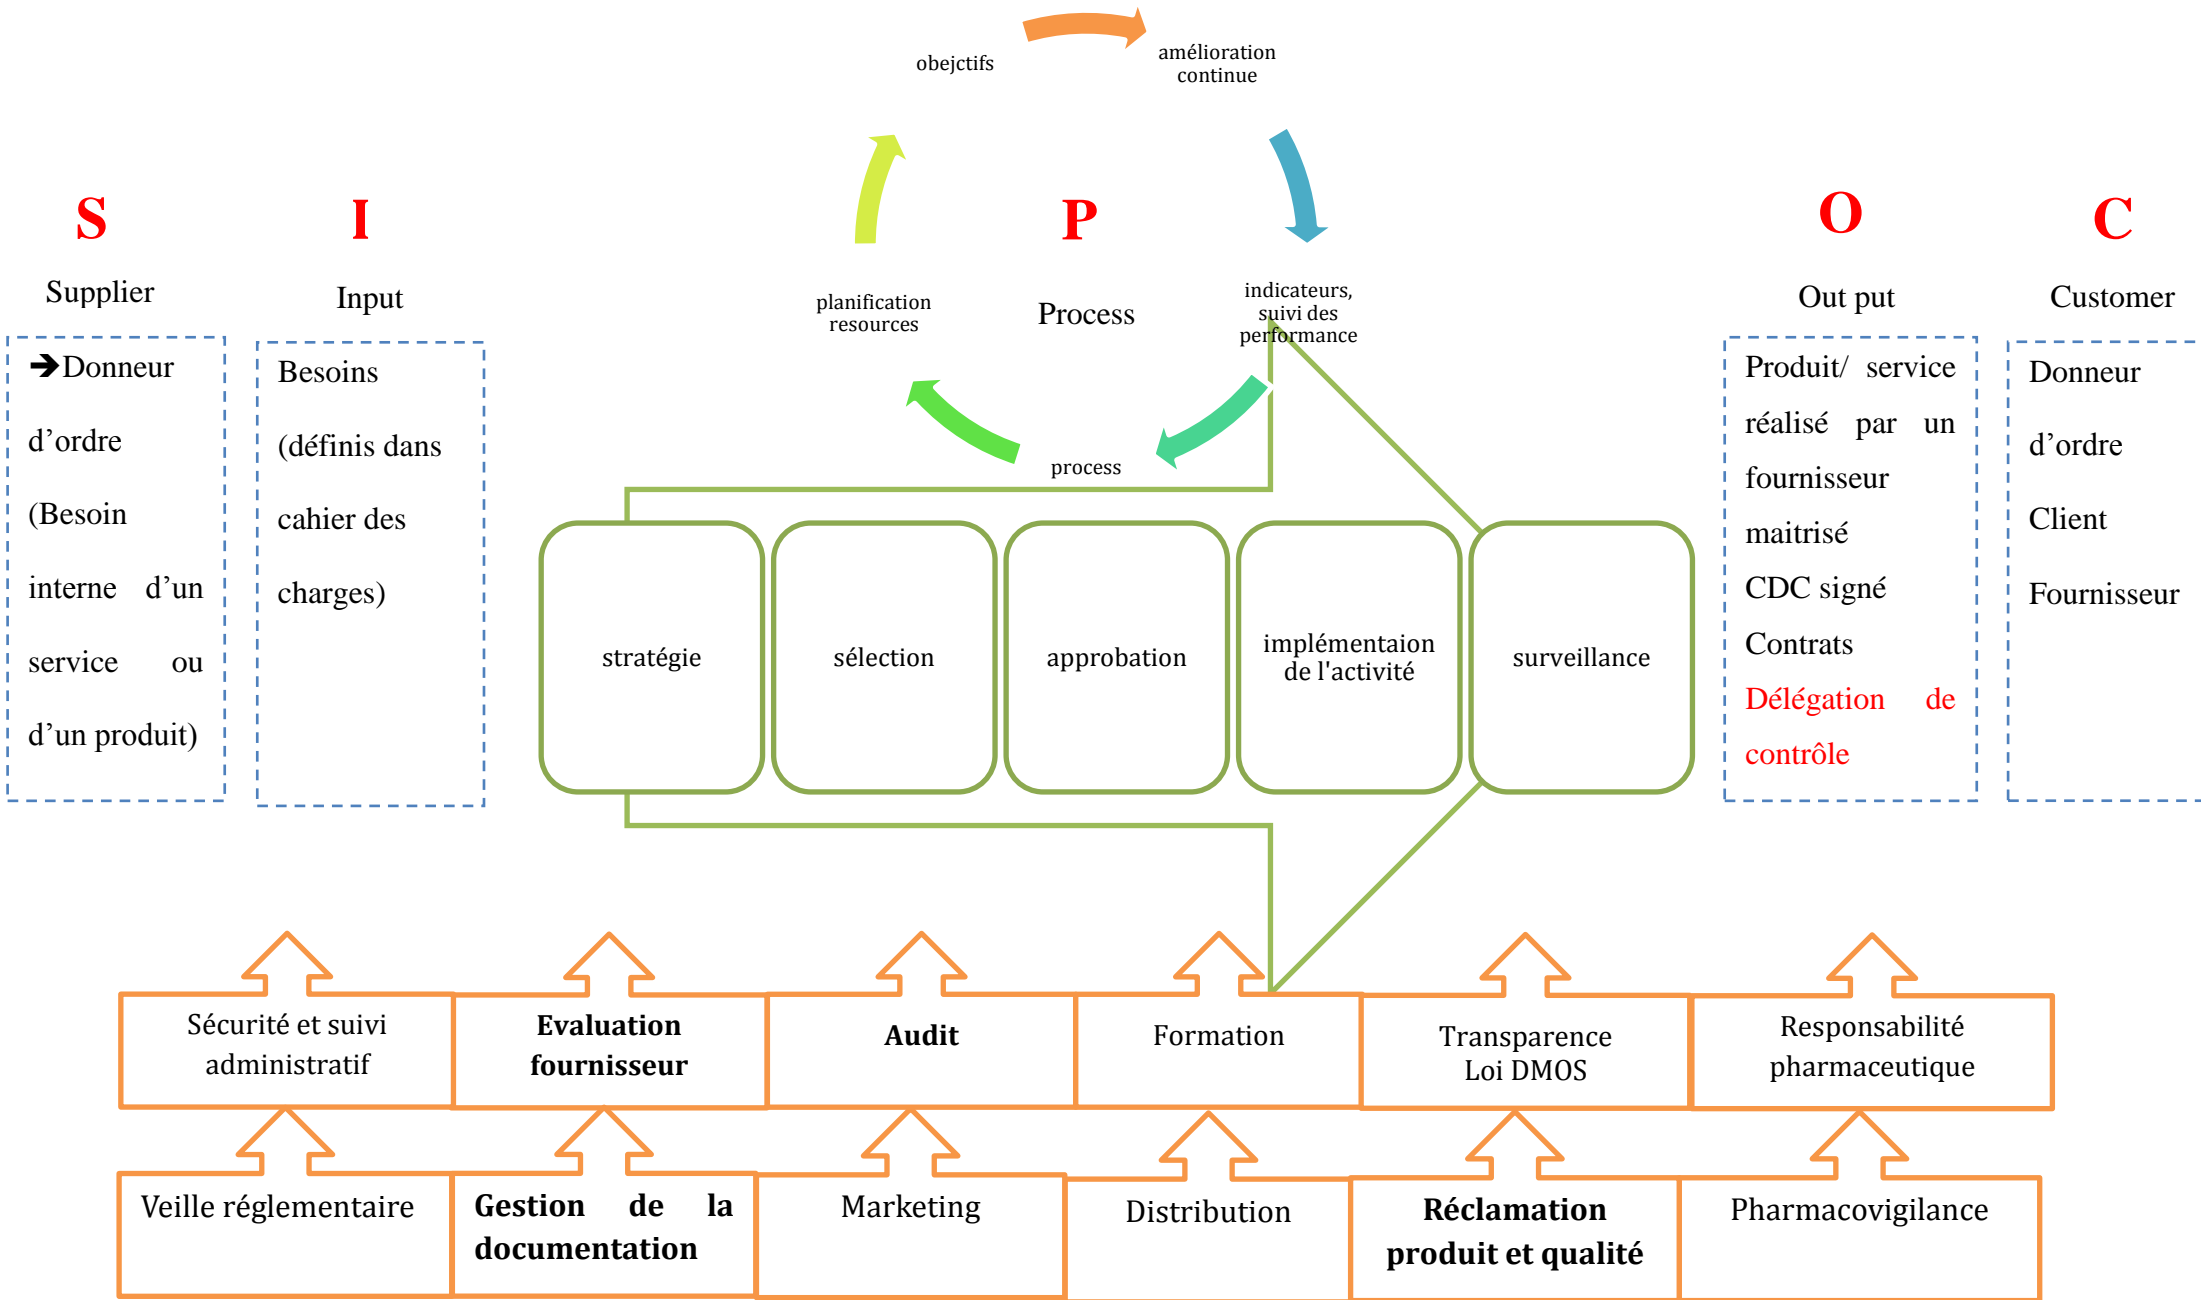 obejctifs
amélioration
continue
S
I
P
O
C
Supplier
Input
planification
resources
Process
indicateurs,
suivi des
performance
Out put
Customer
➔Donneur
d’ordre
(Besoin
interne d’un
service ou
d’un produit)
Besoins
(définis dans
cahier des
charges)
process
stratégie
sélection
approbation
implémentaion
de l'activité
surveillance
Produit/ service
réalisé par un
fournisseur
maitrisé
CDC signé
Contrats
Délégation de
contrôle
Donneur
d’ordre
Client
Fournisseur
Sécurité et suivi
administratif
Evaluation
fournisseur
Audit
Formation
Transparence
Loi DMOS
Responsabilité
pharmaceutique
Veille réglementaire
Gestion de la
documentation
Marketing
Distribution
Réclamation
produit et qualité
Pharmacovigilance